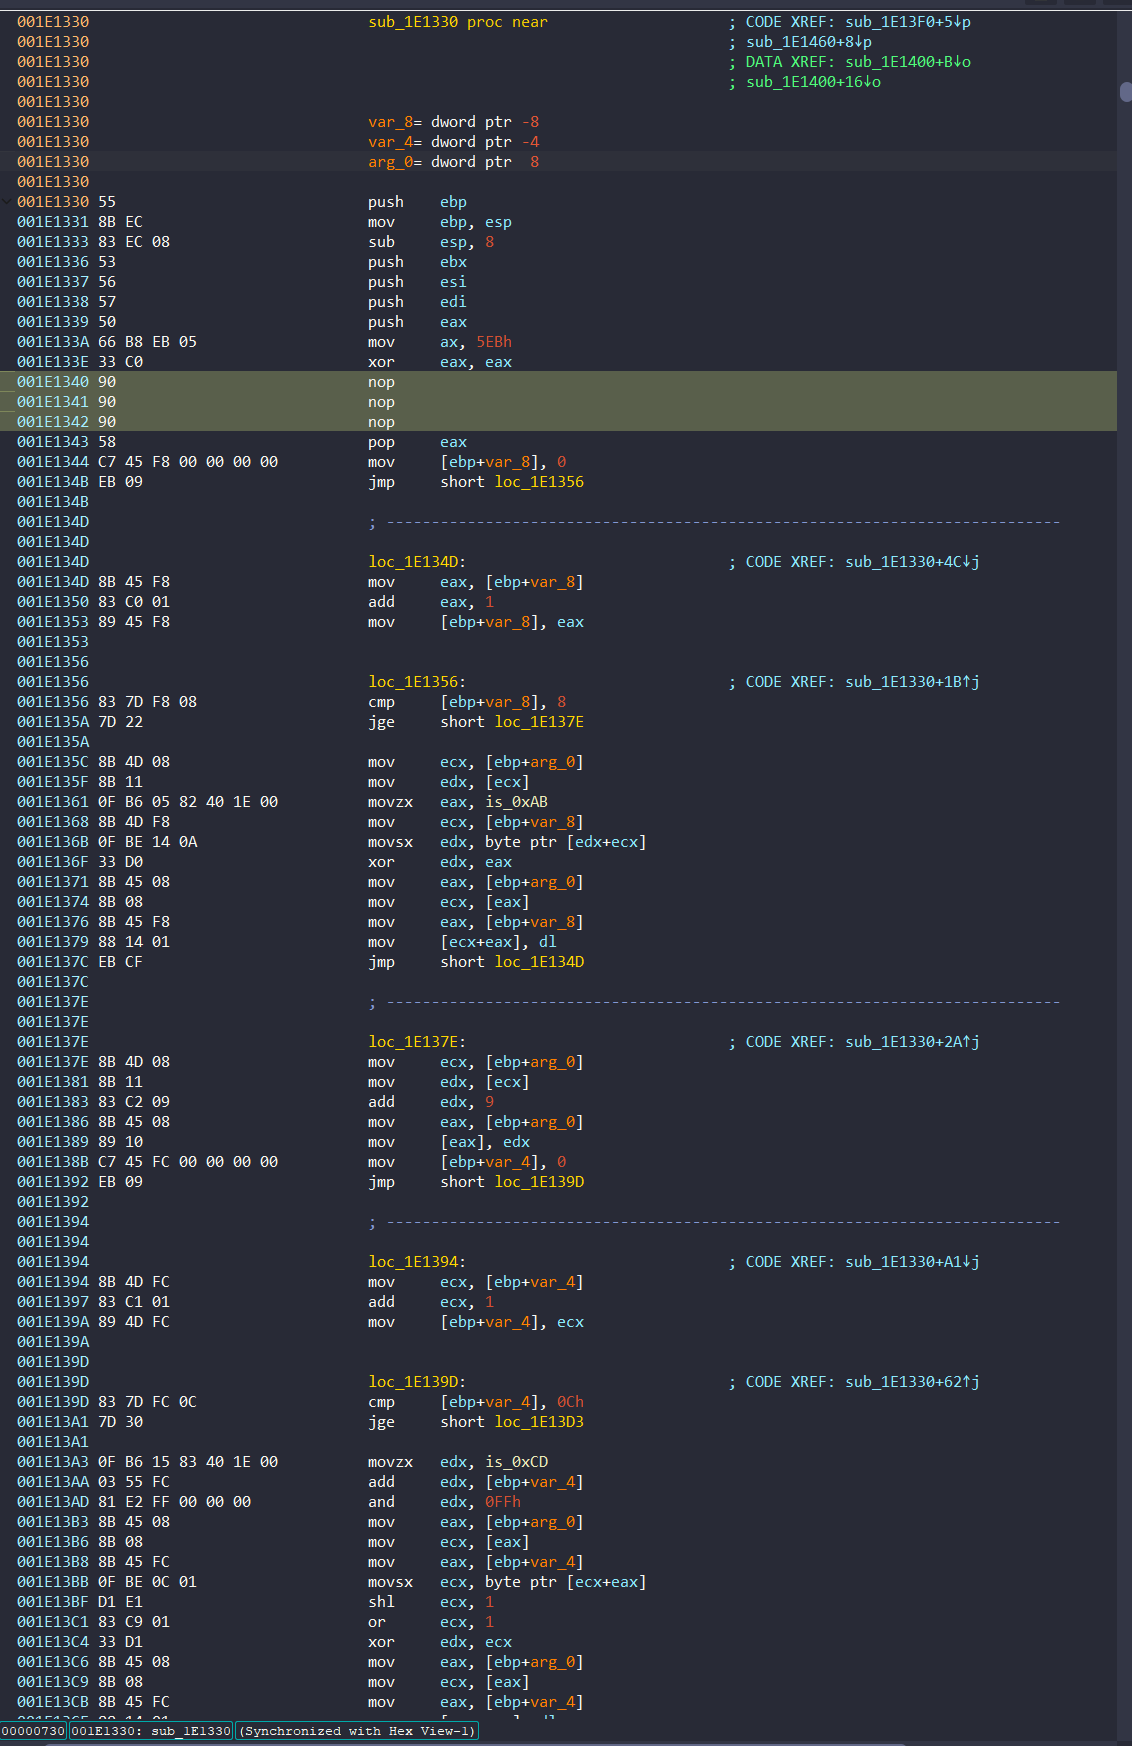 001E1330 sub_1E1330 proc near ; CODE XREF: sub_1E13F0+5↓p
001E1330 ; sub_1E1460+8↓p
001E1330 ; DATA XREF: sub_1E1400+B↓o
001E1330 ; sub_1E1400+16↓o
001E1330
001E1330 var_8= dword ptr -8
001E1330 var_4= dword ptr -4
001E1330 arg_0= dword ptr 8
001E1330
001E1330 55 push ebp
001E1331 8B EC mov ebp, esp
001E1333 83 EC 08 sub esp, 8
001E1336 53 push ebx
001E1337 56 push esi
001E1338 57 push edi
001E1339 50 push eax
001E133A 66 B8 EB 05 mov ax, 5EBh
001E133E 33 C0 xor eax, eax
001E1340 90 nop
001E1341 90 nop
001E1342 90 nop
001E1343 58 pop eax
001E1344 C7 45 F8 00 00 00 00 mov [ebp+var_8], 0
001E134B EB 09 jmp short loc_1E1356
001E134B
001E134D ; ---------------------------------------------------------------------------
001E134D
001E134D loc_1E134D: ; CODE XREF: sub_1E1330+4C↓j
001E134D 8B 45 F8 mov eax, [ebp+var_8]
001E1350 83 C0 01 add eax, 1
001E1353 89 45 F8 mov [ebp+var_8], eax
001E1353
001E1356
001E1356 loc_1E1356: ; CODE XREF: sub_1E1330+1B↑j
001E1356 83 7D F8 08 cmp [ebp+var_8], 8
001E135A 7D 22 jge short loc_1E137E
001E135A
001E135C 8B 4D 08 mov ecx, [ebp+arg_0]
001E135F 8B 11 mov edx, [ecx]
001E1361 0F B6 05 82 40 1E 00 movzx eax, is_0xAB
001E1368 8B 4D F8 mov ecx, [ebp+var_8]
001E136B 0F BE 14 0A movsx edx, byte ptr [edx+ecx]
001E136F 33 D0 xor edx, eax
001E1371 8B 45 08 mov eax, [ebp+arg_0]
001E1374 8B 08 mov ecx, [eax]
001E1376 8B 45 F8 mov eax, [ebp+var_8]
001E1379 88 14 01 mov [ecx+eax], dl
001E137C EB CF jmp short loc_1E134D
001E137C
001E137E ; ---------------------------------------------------------------------------
001E137E
001E137E loc_1E137E: ; CODE XREF: sub_1E1330+2A↑j
001E137E 8B 4D 08 mov ecx, [ebp+arg_0]
001E1381 8B 11 mov edx, [ecx]
001E1383 83 C2 09 add edx, 9
001E1386 8B 45 08 mov eax, [ebp+arg_0]
001E1389 89 10 mov [eax], edx
001E138B C7 45 FC 00 00 00 00 mov [ebp+var_4], 0
001E1392 EB 09 jmp short loc_1E139D
001E1392
001E1394 ; ---------------------------------------------------------------------------
001E1394
001E1394 loc_1E1394: ; CODE XREF: sub_1E1330+A1↓j
001E1394 8B 4D FC mov ecx, [ebp+var_4]
001E1397 83 C1 01 add ecx, 1
001E139A 89 4D FC mov [ebp+var_4], ecx
001E139A
001E139D
001E139D loc_1E139D: ; CODE XREF: sub_1E1330+62↑j
001E139D 83 7D FC 0C cmp [ebp+var_4], 0Ch
001E13A1 7D 30 jge short loc_1E13D3
001E13A1
001E13A3 0F B6 15 83 40 1E 00 movzx edx, is_0xCD
001E13AA 03 55 FC add edx, [ebp+var_4]
001E13AD 81 E2 FF 00 00 00 and edx, 0FFh
001E13B3 8B 45 08 mov eax, [ebp+arg_0]
001E13B6 8B 08 mov ecx, [eax]
001E13B8 8B 45 FC mov eax, [ebp+var_4]
001E13BB 0F BE 0C 01 movsx ecx, byte ptr [ecx+eax]
001E13BF D1 E1 shl ecx, 1
001E13C1 83 C9 01 or ecx, 1
001E13C4 33 D1 xor edx, ecx
001E13C6 8B 45 08 mov eax, [ebp+arg_0]
001E13C9 8B 08 mov ecx, [eax]
001E13CB 8B 45 FC mov eax, [ebp+var_4]
00000730 001E1330: sub_1E1330 (Synchronized with Hex View-1)